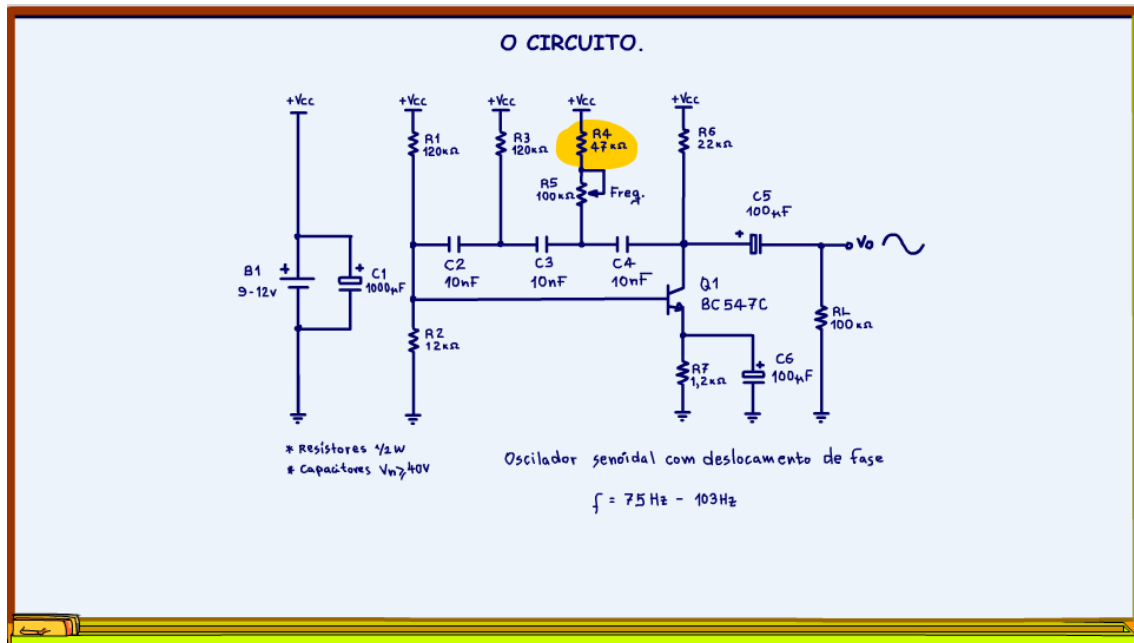 O CIRCUITO.
+Vcc
+Vcc
+Vcc
+Vcc
+Vcc
R1
120KΩ
R3
120KΩ
R4
47KΩ
R6
22KΩ
R5
100KΩ
Freq.
C5
100µF
+
Vo
B1
9-12V
+
+
C1
1000µF
C2
10nF
C3
10nF
C4
10nF
Q1
BC547C
R2
12KΩ
R7
1,2KΩ
+
C6
100µF
RL
100KΩ
* Resistores 1/2 W
* Capacitores Vn≥40V
Oscilador senoidal com deslocamento de fase
f = 75Hz - 103Hz